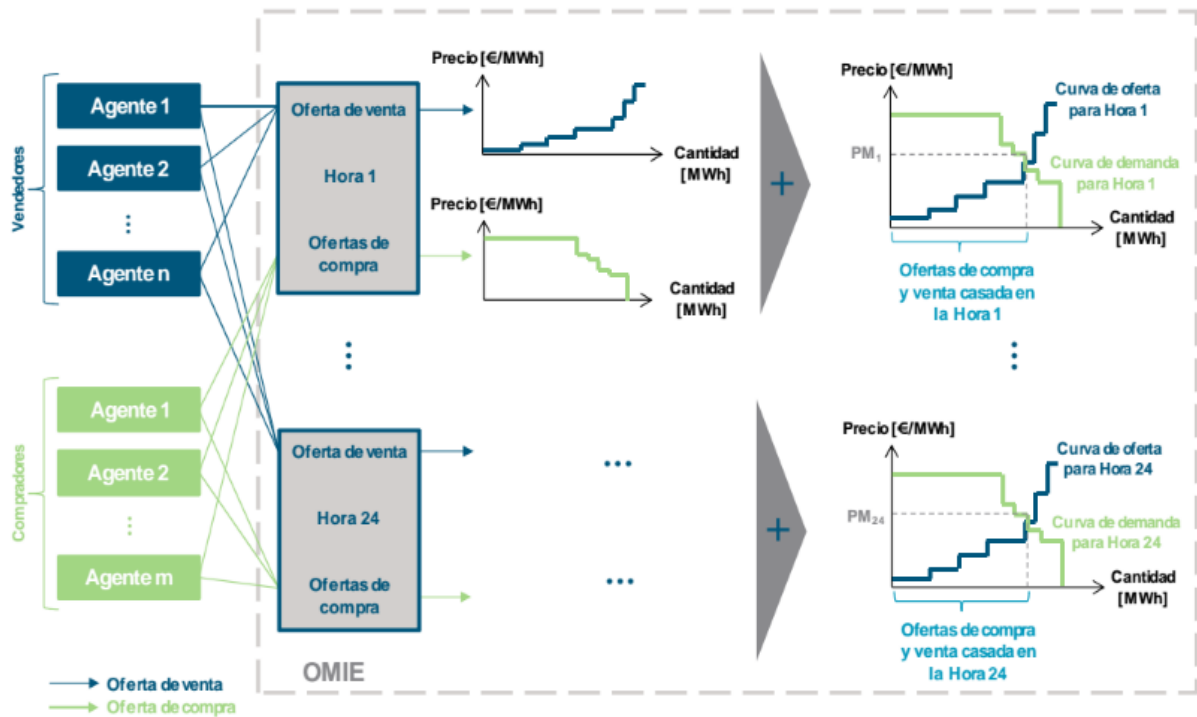 Vendedores
Agente 1
Agente 2
Agente n
Compradores
Agente 1
Agente 2
Agente m
Oferta de venta
Hora 1
Ofertas de
compra
Precio [€/MWh]
Cantidad
[MWh]
Precio [€/MWh]
Cantidad
[MWh]
+
Precio [€/MWh]
PM1
Curva de oferta
para Hora 1
Curva de demanda
para Hora 1
Cantidad
[MWh]
Ofertas de compra
y venta casada en
la Hora 1
Oferta de venta
Hora 24
Ofertas de
compra
+
Precio [€/MWh]
PM24
Curva de oferta
para Hora 24
Curva de demanda
para Hora 24
Cantidad
[MWh]
Ofertas de compra
y venta casada en
la Hora 24
OMIE
Oferta de venta
Oferta de compra